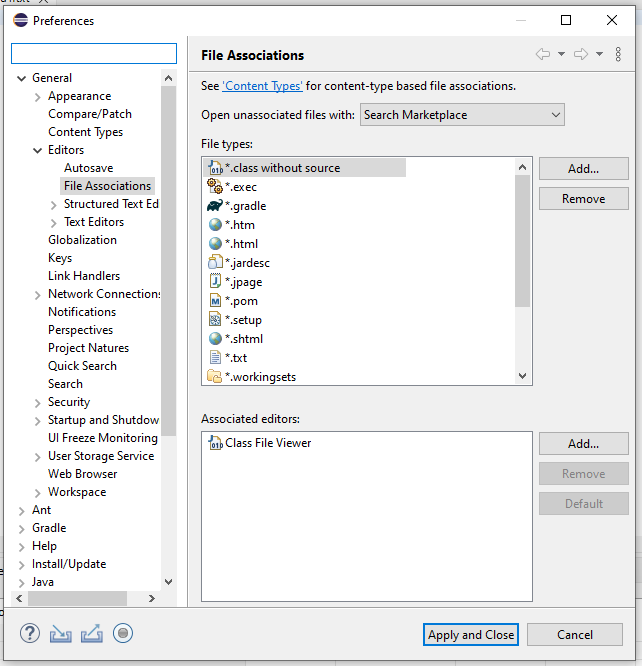 Preferences
File Associations
See 'Content Types' for content-type based file associations.
Open unassociated files with: Search Marketplace
File types:
*.class without source
*.exec
*.gradle
*.htm
*.html
*.jardesc
*.jpage
*.pom
*.setup
*.shtml
*.txt
*.workingsets
Add...
Remove
Associated editors:
Class File Viewer
Add...
Remove
Default
General
Appearance
Compare/Patch
Content Types
Editors
Autosave
File Associations
Structured Text Ed
Text Editors
Globalization
Keys
Link Handlers
Network Connections
Notifications
Perspectives
Project Natures
Quick Search
Search
Security
Startup and Shutdow
UI Freeze Monitoring
User Storage Service
Web Browser
Workspace
Ant
Gradle
Help
Install/Update
Java
Apply and Close
Cancel